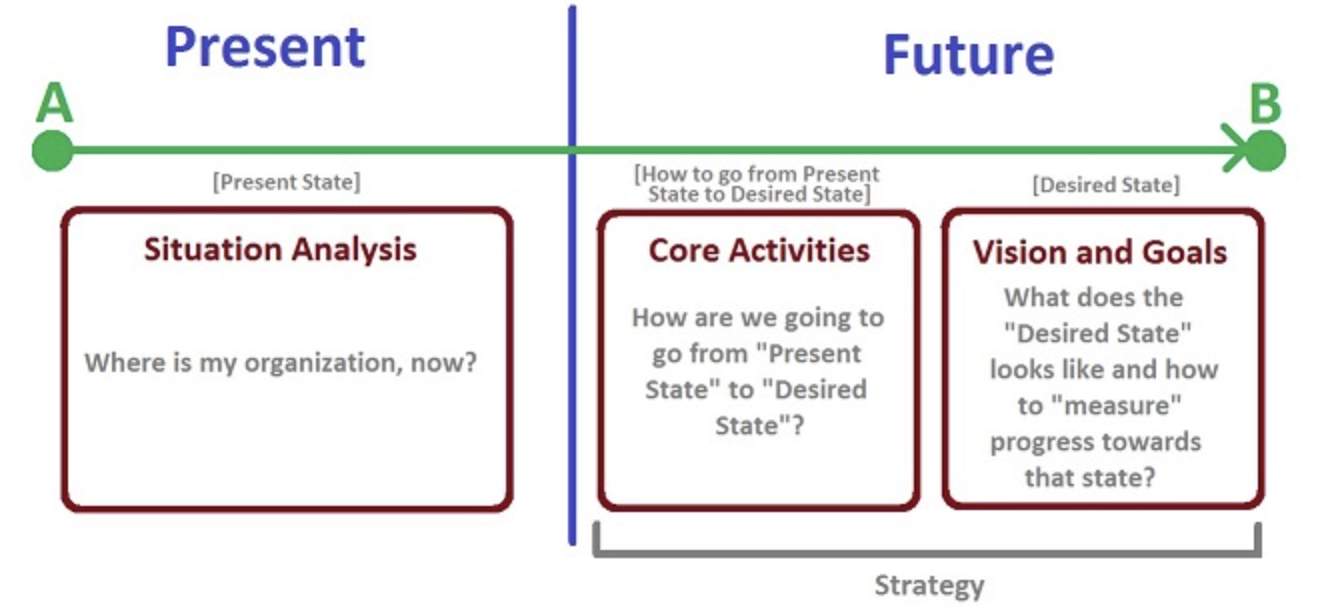 Present
Future
A
B
[Present State]
[How to go from Present
State to Desired State]
[Desired State]
Situation Analysis
Where is my organization, now?
Core Activities
How are we going to
go from "Present
State" to "Desired
State"?
Vision and Goals
What does the
"Desired State"
looks like and how
to "measure"
progress towards
that state?
Strategy